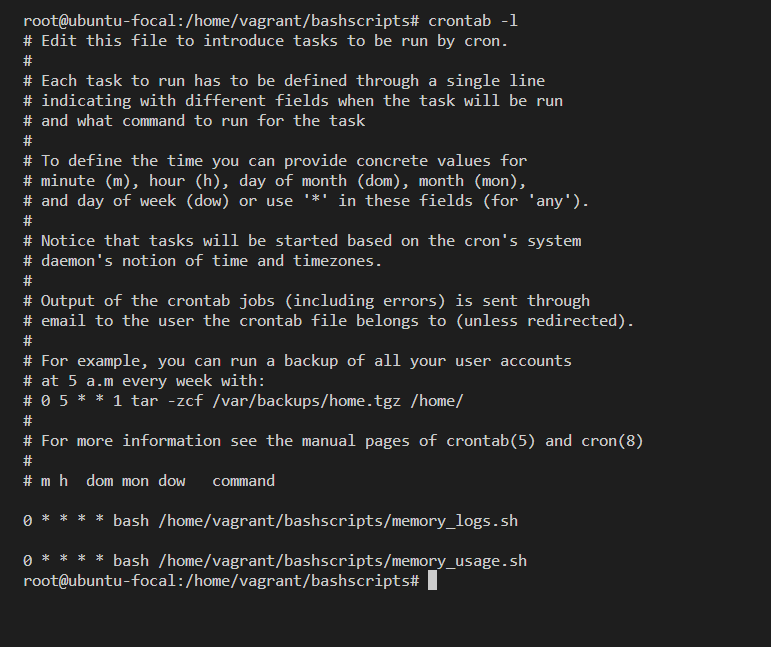 root@ubuntu-focal:/home/vagrant/bashscripts# crontab -l
# Edit this file to introduce tasks to be run by cron.
#
# Each task to run has to be defined through a single line
# indicating with different fields when the task will be run
# and what command to run for the task
#
# To define the time you can provide concrete values for
# minute (m), hour (h), day of month (dom), month (mon),
# and day of week (dow) or use '*' in these fields (for 'any').
#
# Notice that tasks will be started based on the cron's system
# daemon's notion of time and timezones.
#
# Output of the crontab jobs (including errors) is sent through
# email to the user the crontab file belongs to (unless redirected).
#
# For example, you can run a backup of all your user accounts
# at 5 a.m every week with:
# 0 5 * * 1 tar -zcf /var/backups/home.tgz /home/
#
# For more information see the manual pages of crontab(5) and cron(8)
#
# m h  dom mon dow   command

0 * * * * bash /home/vagrant/bashscripts/memory_logs.sh

0 * * * * bash /home/vagrant/bashscripts/memory_usage.sh
root@ubuntu-focal:/home/vagrant/bashscripts#